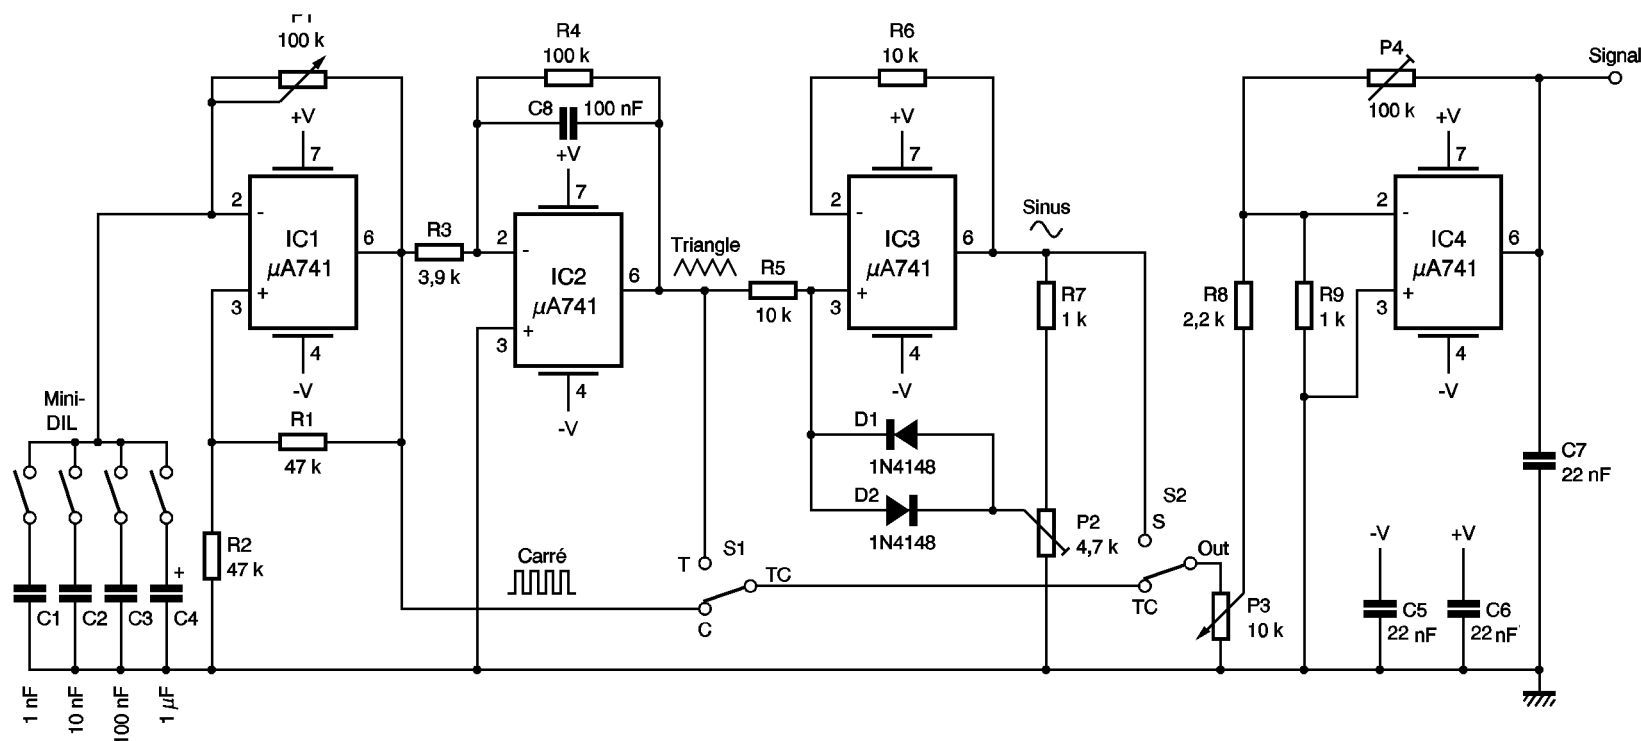 100 k
+V
7
2
-
IC1
µA741
6
+
3
4
-V
R1
47 k
R2
47 k
Mini-
DIL
C1
C2
C3
+
C4
1 nF
10 nF
100 nF
1 µF
R3
3,9 k
R4
100 k
C8
100 nF
+V
7
2
-
IC2
µA741
6
+
3
4
-V
Triangle
R5
10 k
R6
10 k
+V
7
2
-
IC3
µA741
6
+
3
4
-V
D1
1N4148
D2
1N4148
Sinus
R7
1 k
P2
4,7 k
Carré
T
S1
TC
C
S2
S
Out
TC
P3
10 k
R8
2,2 k
R9
1 k
P4
100 k
+V
7
2
-
IC4
µA741
6
+
3
4
-V
Signal
C7
22 nF
-V
C5
22 nF
+V
C6
22 nF